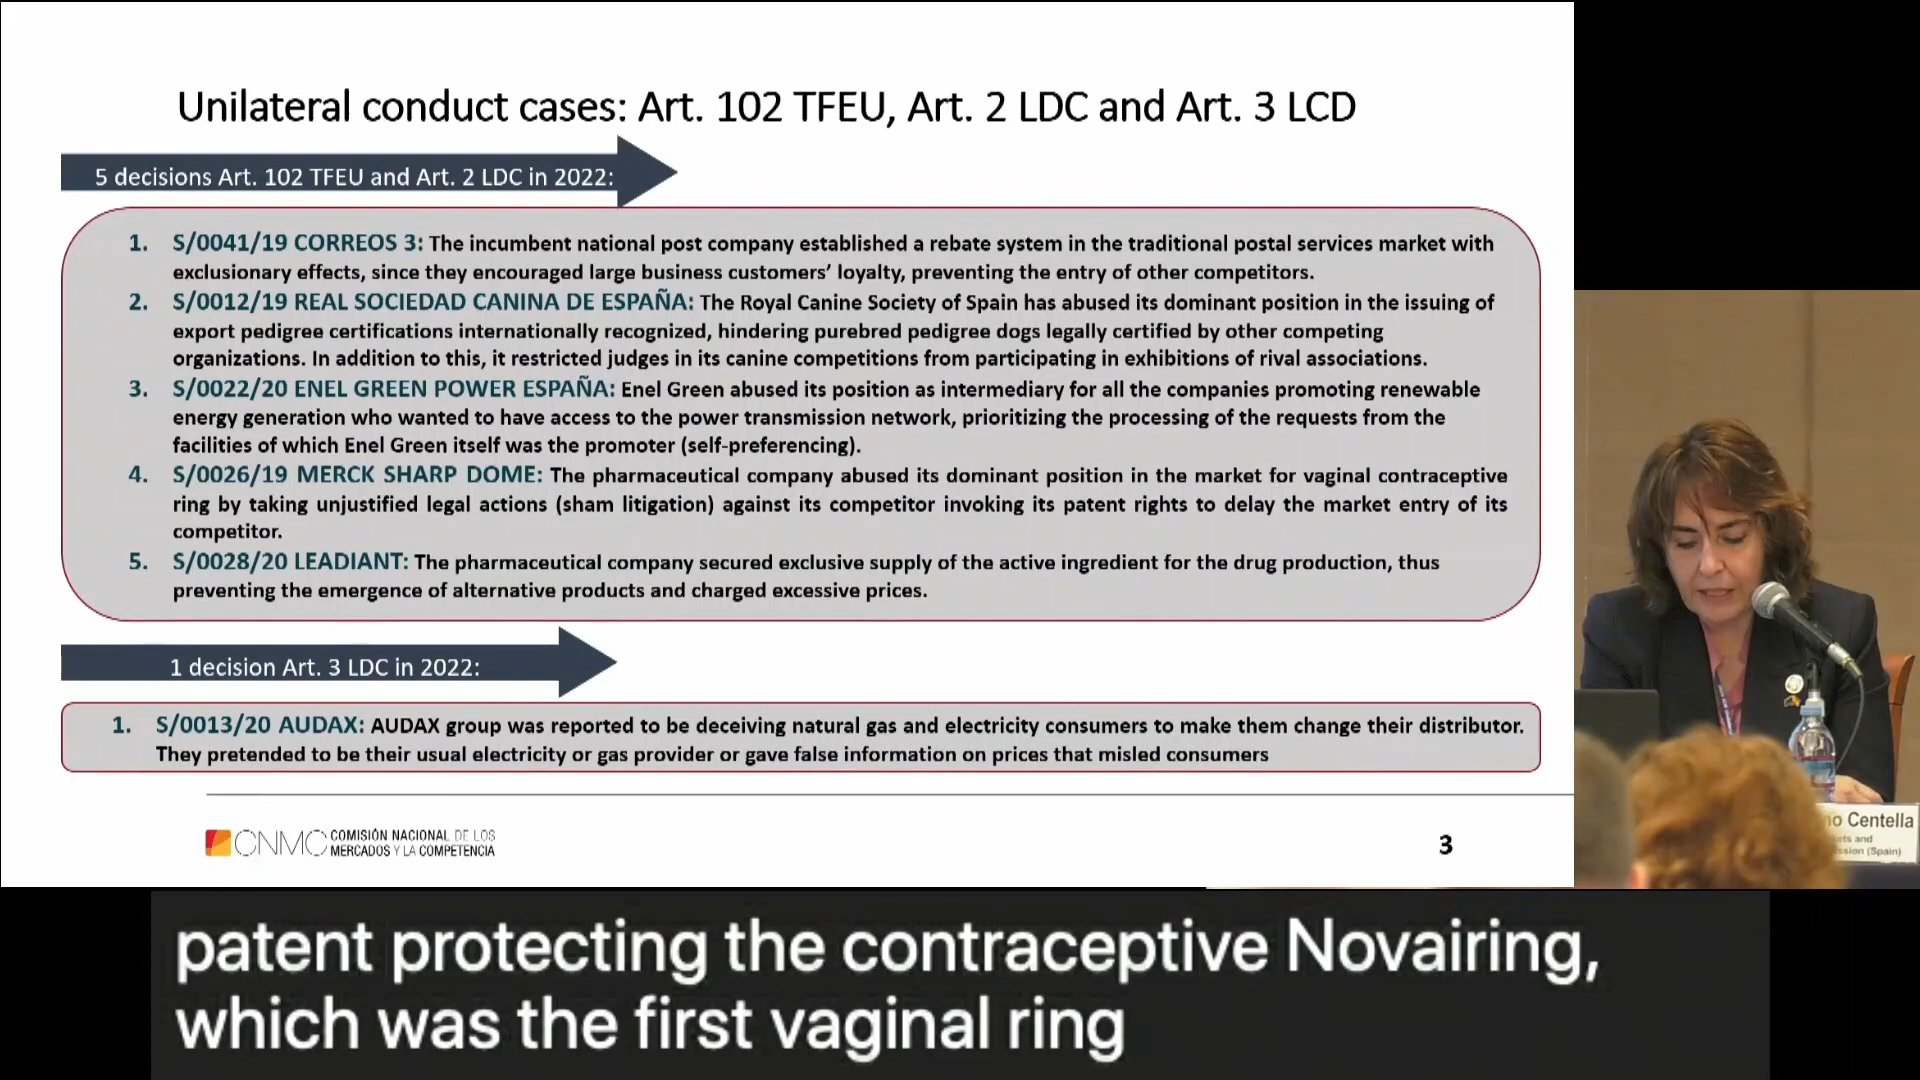 Unilateral conduct cases: Art. 102 TFEU, Art. 2 LDC and Art. 3 LCD
5 decisions Art. 102 TFEU and Art. 2 LDC in 2022:
1. S/0041/19 CORREOS 3: The incumbent national post company established a rebate system in the traditional postal services market with
exclusionary effects, since they encouraged large business customers’ loyalty, preventing the entry of other competitors.
2. S/0012/19 REAL SOCIEDAD CANINA DE ESPAÑA: The Royal Canine Society of Spain has abused its dominant position in the issuing of
export pedigree certifications internationally recognized, hindering purebred pedigree dogs legally certified by other competing
organizations. In addition to this, it restricted judges in its canine competitions from participating in exhibitions of rival associations.
3. S/0022/20 ENEL GREEN POWER ESPAÑA: Enel Green abused its position as intermediary for all the companies promoting renewable
energy generation who wanted to have access to the power transmission network, prioritizing the processing of the requests from the
facilities of which Enel Green itself was the promoter (self-preferencing).
4. S/0026/19 MERCK SHARP DOME: The pharmaceutical company abused its dominant position in the market for vaginal contraceptive
ring by taking unjustified legal actions (sham litigation) against its competitor invoking its patent rights to delay the market entry of its
competitor.
5. S/0028/20 LEADIANT: The pharmaceutical company secured exclusive supply of the active ingredient for the drug production, thus
preventing the emergence of alternative products and charged excessive prices.
1 decision Art. 3 LDC in 2022:
1. S/0013/20 AUDAX: AUDAX group was reported to be deceiving natural gas and electricity consumers to make them change their distributor.
They pretended to be their usual electricity or gas provider or gave false information on prices that misled consumers
CNMC COMISIÓN NACIONAL DE LOS
MERCADOS Y LA COMPETENCIA
3
Centella
and
(Spain)
patent protecting the contraceptive Novairing,
which was the first vaginal ring